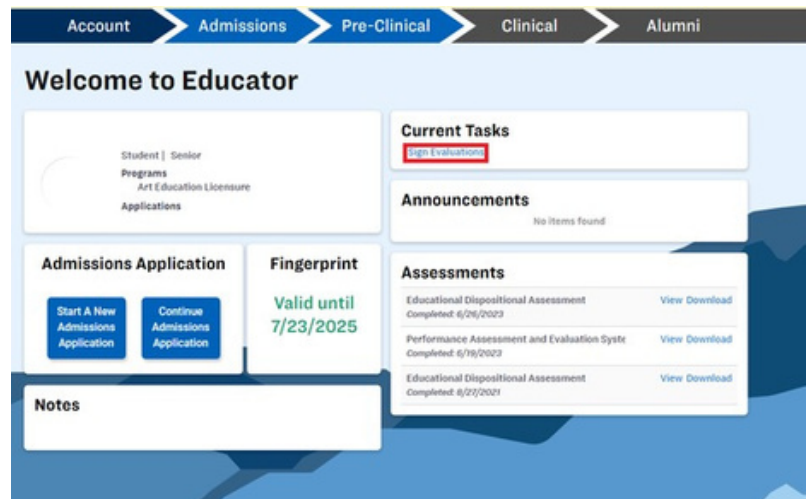 Account
Admissions
Pre-Clinical
Clinical
Alumni
Welcome to Educator
Student | Senior
Programs
Art Education Licensure
Applications
Current Tasks
Sign Evaluations
Announcements
No items found
Admissions Application
Start A New
Admissions
Application
Continue
Admissions
Application
Fingerprint
Valid until
7/23/2025
Assessments
Educational Dispositional Assessment
View Download
Completed: 6/26/2023
Performance Assessment and Evaluation Syste
View Download
Completed: 6/19/2023
Educational Dispositional Assessment
View Download
Completed: 8/27/2021
Notes